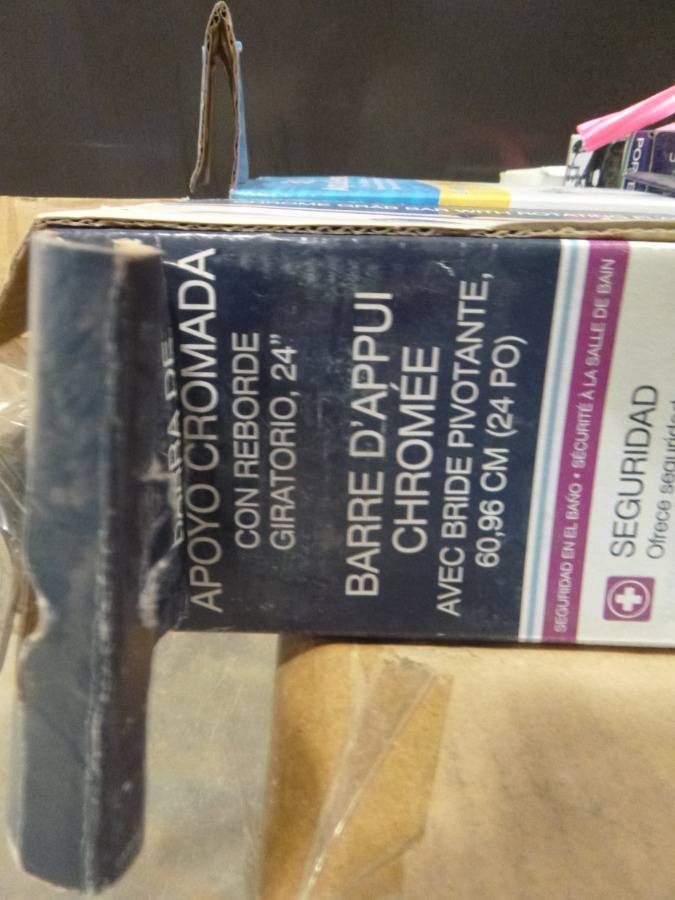 APOYO CROMADA
CON REBORDE
GIRATORIO, 24"
BARRE D'APPUI
CHROMÉE
AVEC BRIDE PIVOTANTE,
60,96 CM (24 PO)
SEGURIDAD EN EL BAÑO • SÉCURITÉ À LA SALLE DE BAIN
SEGURIDAD
Ofrece seguridad